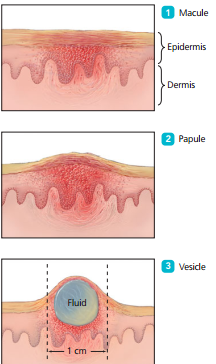 1 Macule
Epidermis
Dermis
2 Papule
3 Vesicle
Fluid
1 cm